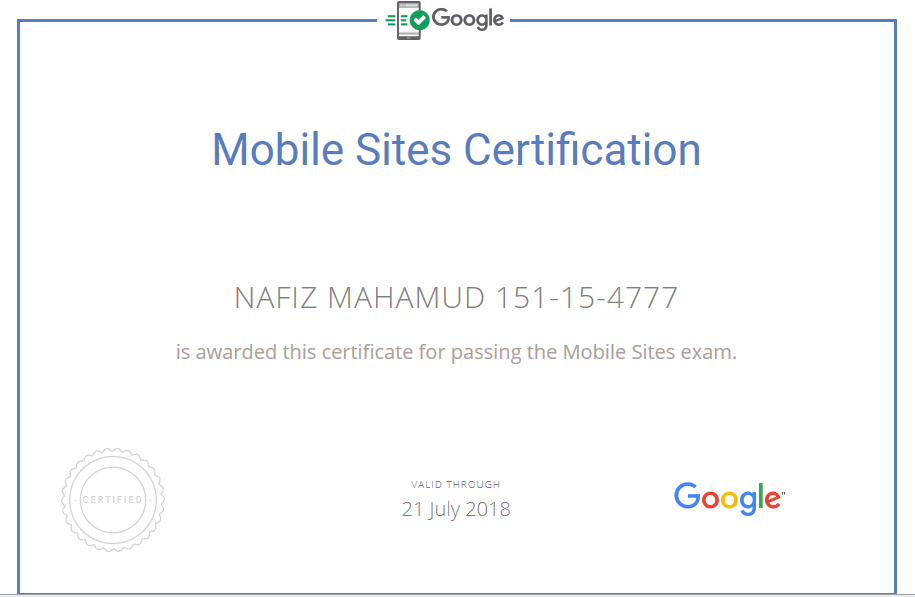 Google
Mobile Sites Certification
NAFIZ MAHAMUD 151-15-4777
is awarded this certificate for passing the Mobile Sites exam.
CERTIFIED
VALID THROUGH
21 July 2018
Google™